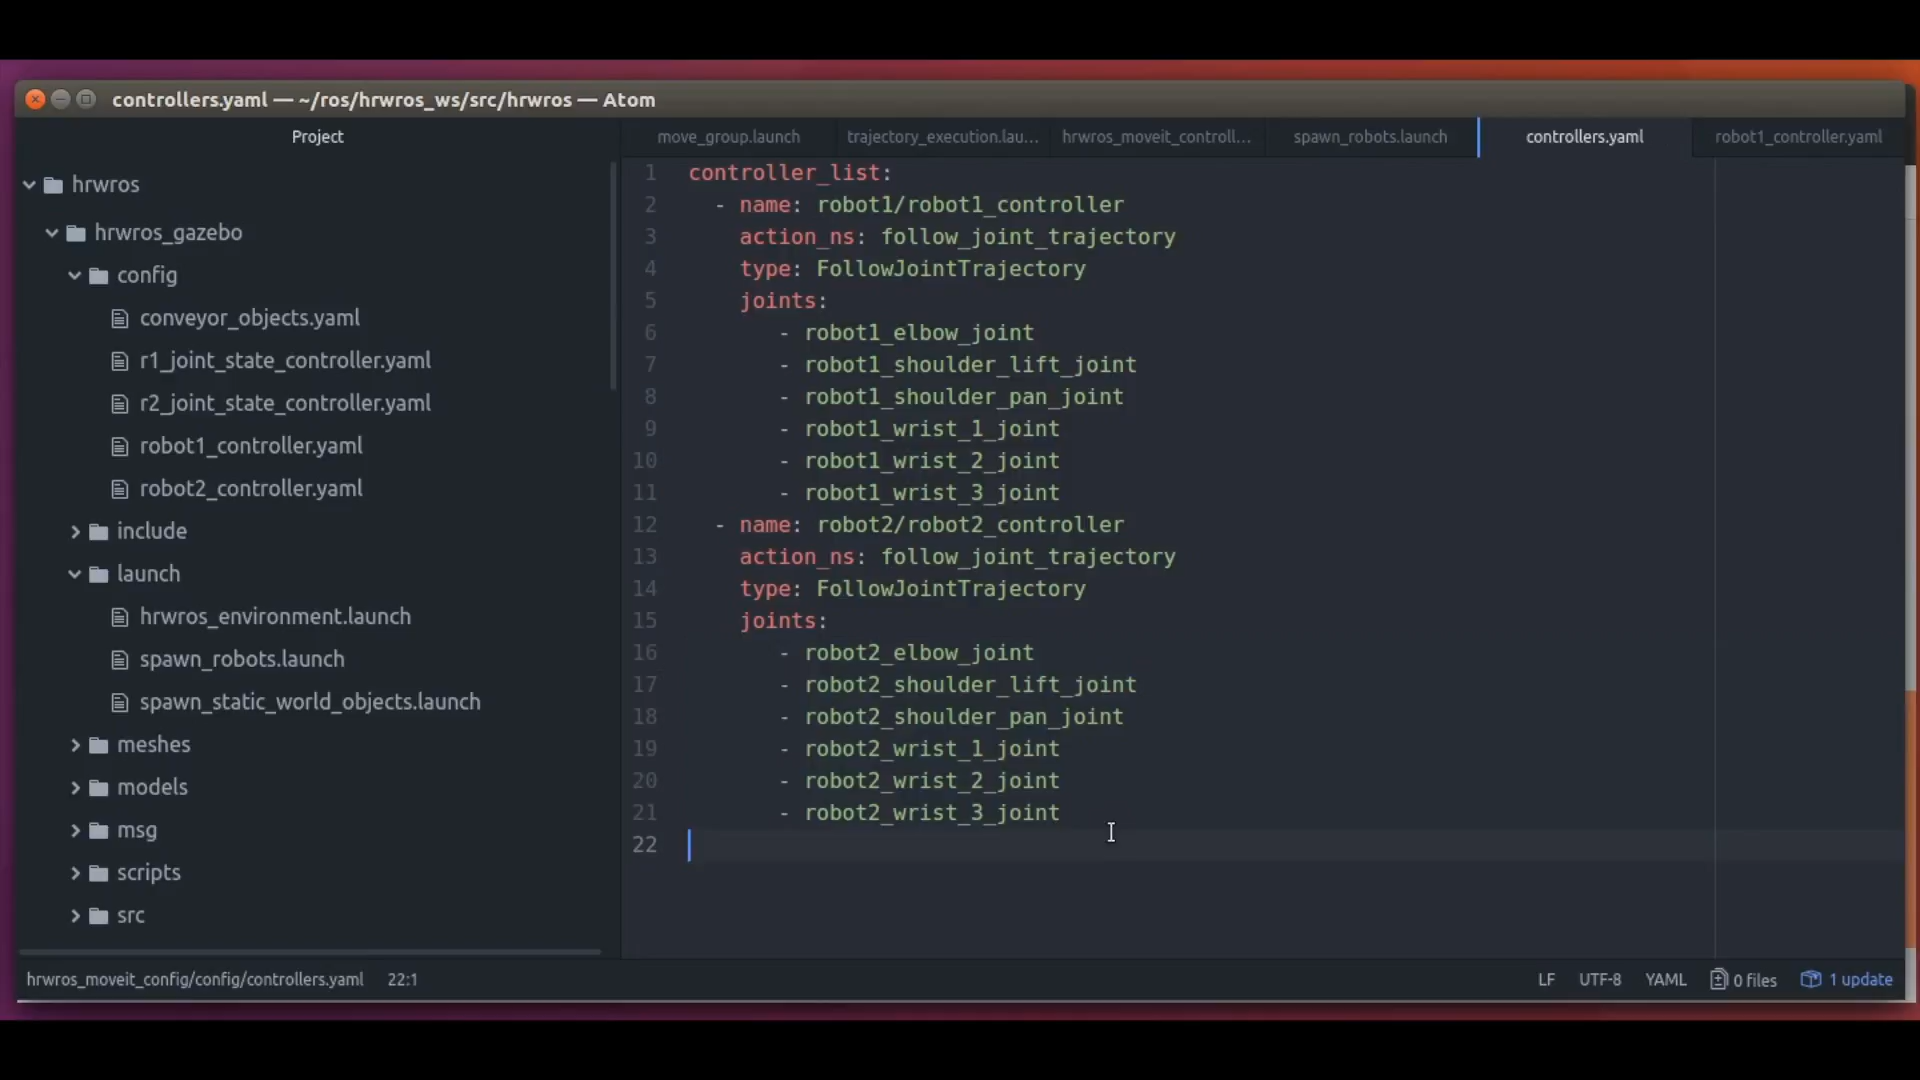 controllers.yaml — ~/ros/hrwros_ws/src/hrwros — Atom
Project
hrwros
hrwros_gazebo
config
conveyor_objects.yaml
r1_joint_state_controller.yaml
r2_joint_state_controller.yaml
robot1_controller.yaml
robot2_controller.yaml
include
launch
hrwros_environment.launch
spawn_robots.launch
spawn_static_world_objects.launch
meshes
models
msg
scripts
src
move_group.launch
trajectory_execution.lau...
hrwros_moveit_controll...
spawn_robots.launch
controllers.yaml
robot1_controller.yaml
1 controller_list:
2 - name: robot1/robot1_controller
3 action_ns: follow_joint_trajectory
4 type: FollowJointTrajectory
5 joints:
6 - robot1_elbow_joint
7 - robot1_shoulder_lift_joint
8 - robot1_shoulder_pan_joint
9 - robot1_wrist_1_joint
10 - robot1_wrist_2_joint
11 - robot1_wrist_3_joint
12 - name: robot2/robot2_controller
13 action_ns: follow_joint_trajectory
14 type: FollowJointTrajectory
15 joints:
16 - robot2_elbow_joint
17 - robot2_shoulder_lift_joint
18 - robot2_shoulder_pan_joint
19 - robot2_wrist_1_joint
20 - robot2_wrist_2_joint
21 - robot2_wrist_3_joint
22
hrwros_moveit_config/config/controllers.yaml 22:1
LF UTF-8 YAML 0 files 1 update